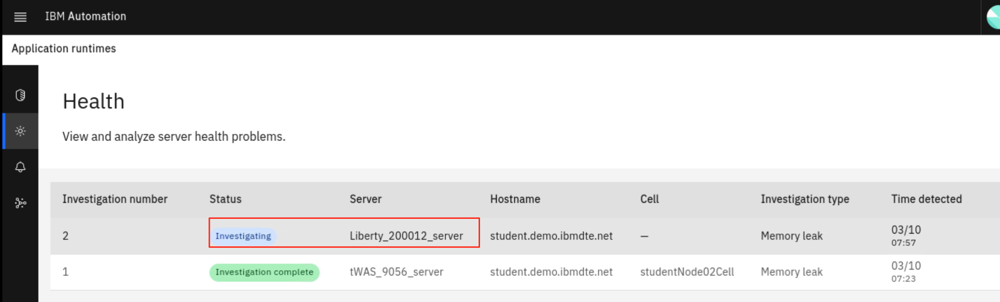 IBM Automation
Application runtimes
Health
View and analyze server health problems.
Investigation number Status Server Hostname Cell Investigation type Time detected
2 Investigating Liberty_200012_server student.demo.ibmdte.net — Memory leak 03/10
07:57
1 Investigation complete tWAS_9056_server student.demo.ibmdte.net studentNode02Cell Memory leak 03/10
07:23